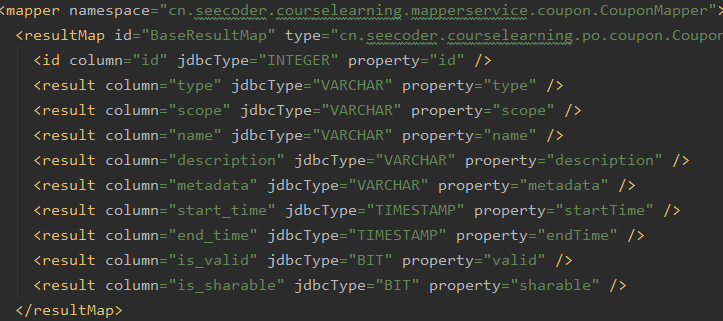 <mapper namespace="cn.seecoder.courselearning.mapperservice.coupon.CouponMapper">
<resultMap id="BaseResultMap" type="cn.seecoder.courselearning.po.coupon.Coupon
<id column="id" jdbcType="INTEGER" property="id" />
<result column="type" jdbcType="VARCHAR" property="type" />
<result column="scope" jdbcType="VARCHAR" property="scope" />
<result column="name" jdbcType="VARCHAR" property="name" />
<result column="description" jdbcType="VARCHAR" property="description" />
<result column="metadata" jdbcType="VARCHAR" property="metadata" />
<result column="start_time" jdbcType="TIMESTAMP" property="startTime" />
<result column="end_time" jdbcType="TIMESTAMP" property="endTime" />
<result column="is_valid" jdbcType="BIT" property="valid" />
<result column="is_sharable" jdbcType="BIT" property="sharable" />
</resultMap>